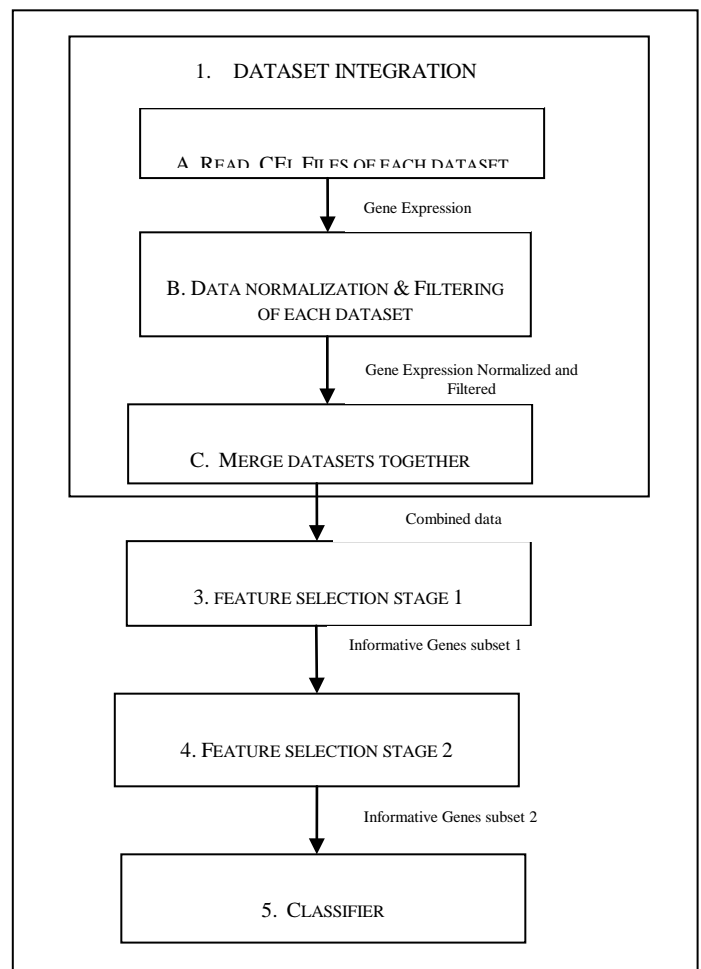 1. DATASET INTEGRATION
A. READ .CEL FILES of each dataset
Gene Expression
B. DATA NORMALIZATION & FILTERING
OF EACH DATASET
Gene Expression Normalized and
Filtered
C. MERGE DATASETS TOGETHER
Combined data
3. FEATURE SELECTION STAGE 1
Informative Genes subset 1
4. FEATURE SELECTION STAGE 2
Informative Genes subset 2
5. CLASSIFIER